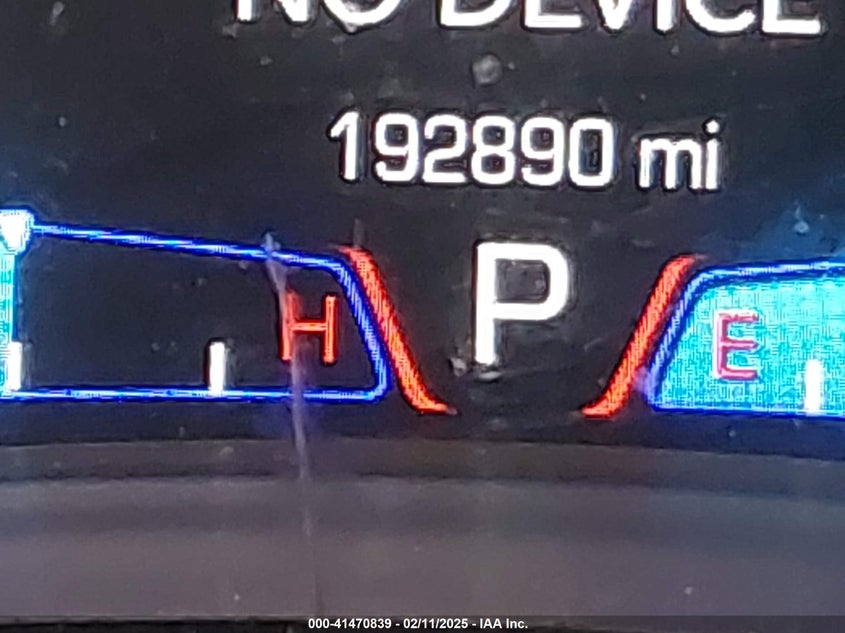 NO DEVICE
192890 mi
P
H
E
000-41470839 - 02/11/2025 - IAA Inc.